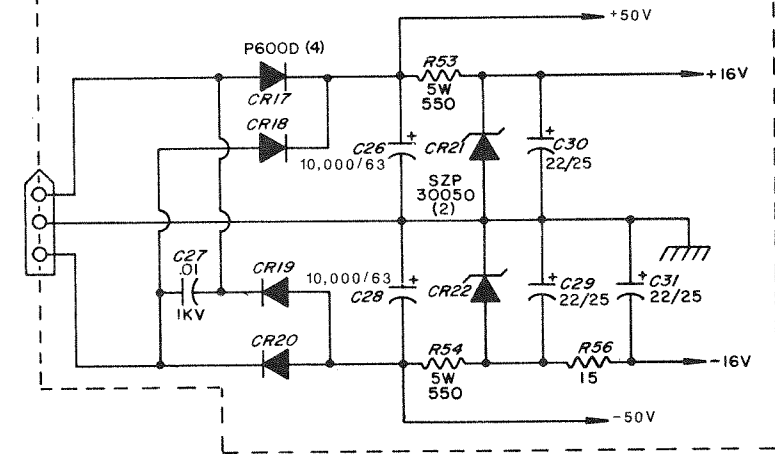 +50V
P600D (4)
R53
+16V
CR17
5W
550
CR18
C26
10,000/63
+
CR21
+
C30
22/25
SZP
30050
(2)
C27
.01
1KV
CR19
10,000/63
C28
+
CR22
+
C29
22/25
+
C31
22/25
CR20
R54
5W
550
R56
15
-16V
-50V